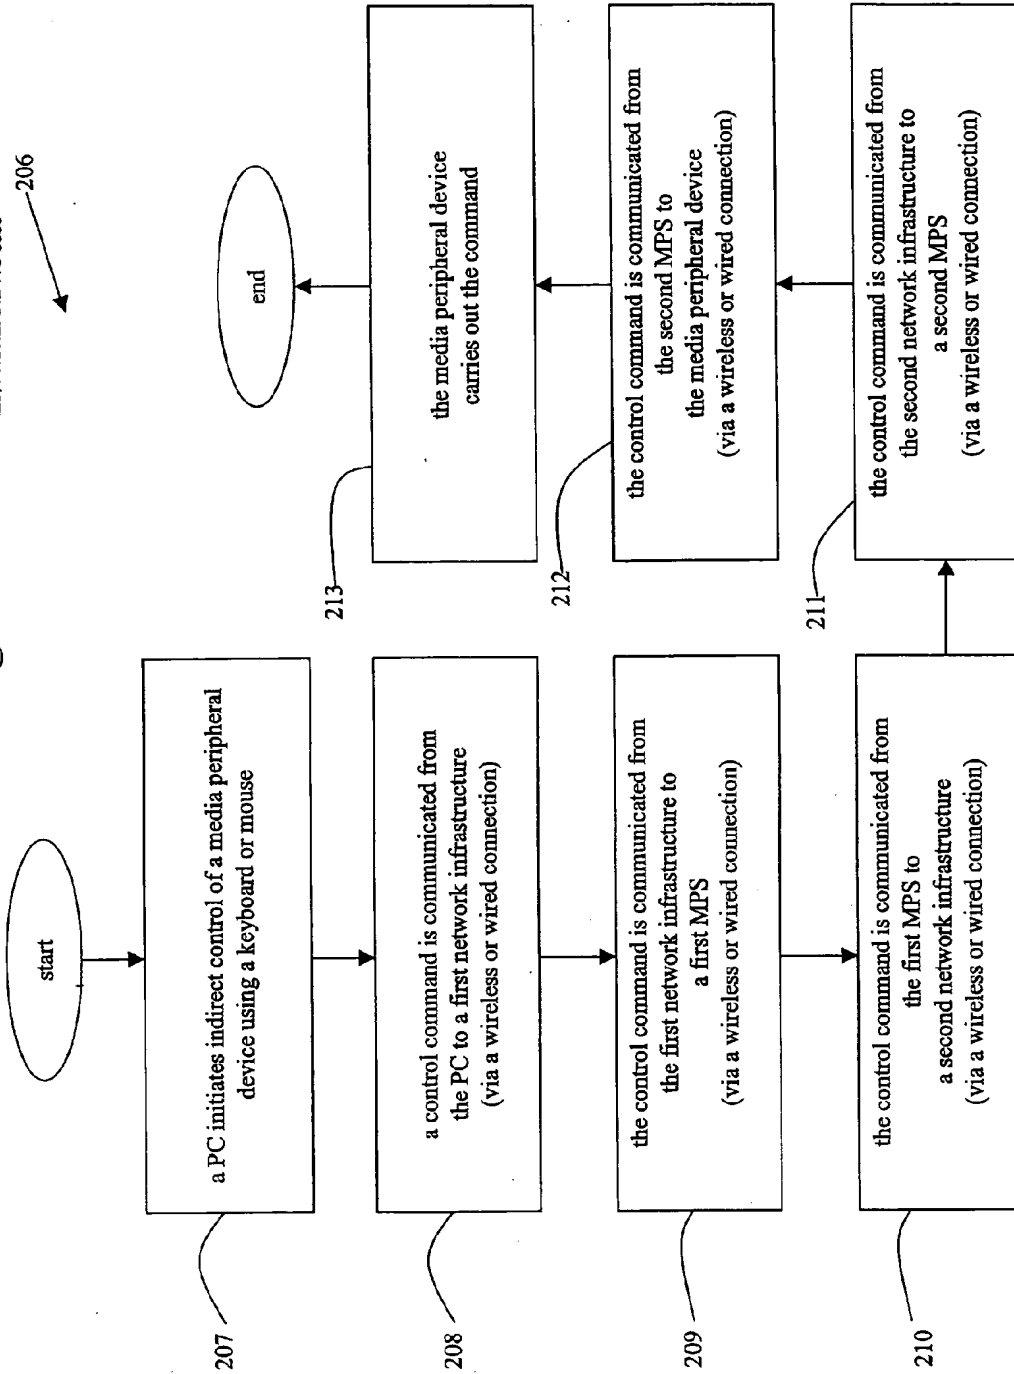 206
start
a PC initiates indirect control of a media peripheral
device using a keyboard or mouse
207
a control command is communicated from
the PC to a first network infrastructure
(via a wireless or wired connection)
208
the control command is communicated from
the first network infrastructure to
a first MPS
(via a wireless or wired connection)
209
the control command is communicated from
the first MPS to
a second network infrastructure
(via a wireless or wired connection)
210
the control command is communicated from
the second network infrastructure to
a second MPS
(via a wireless or wired connection)
211
the control command is communicated from
the second MPS to
the media peripheral device
(via a wireless or wired connection)
212
the media peripheral device
carries out the command
213
end